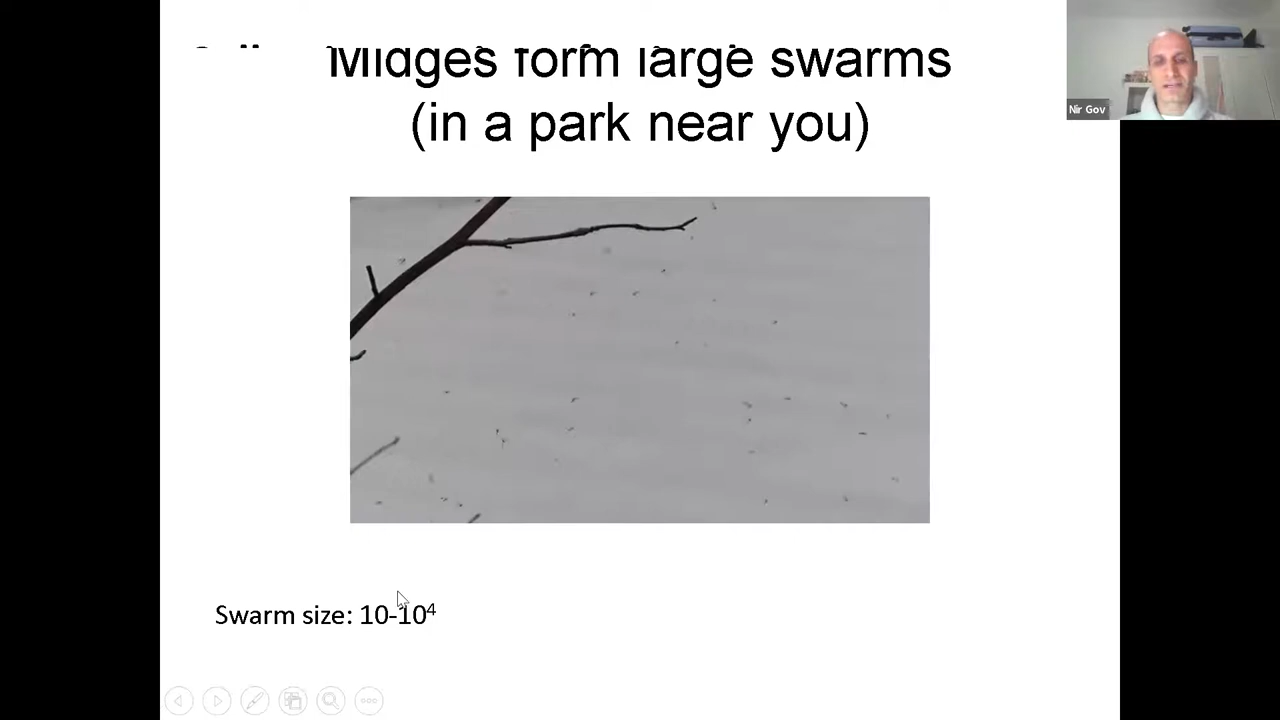 Midges form large swarms
(in a park near you)
Nir Gov
Swarm size: 10-10⁴